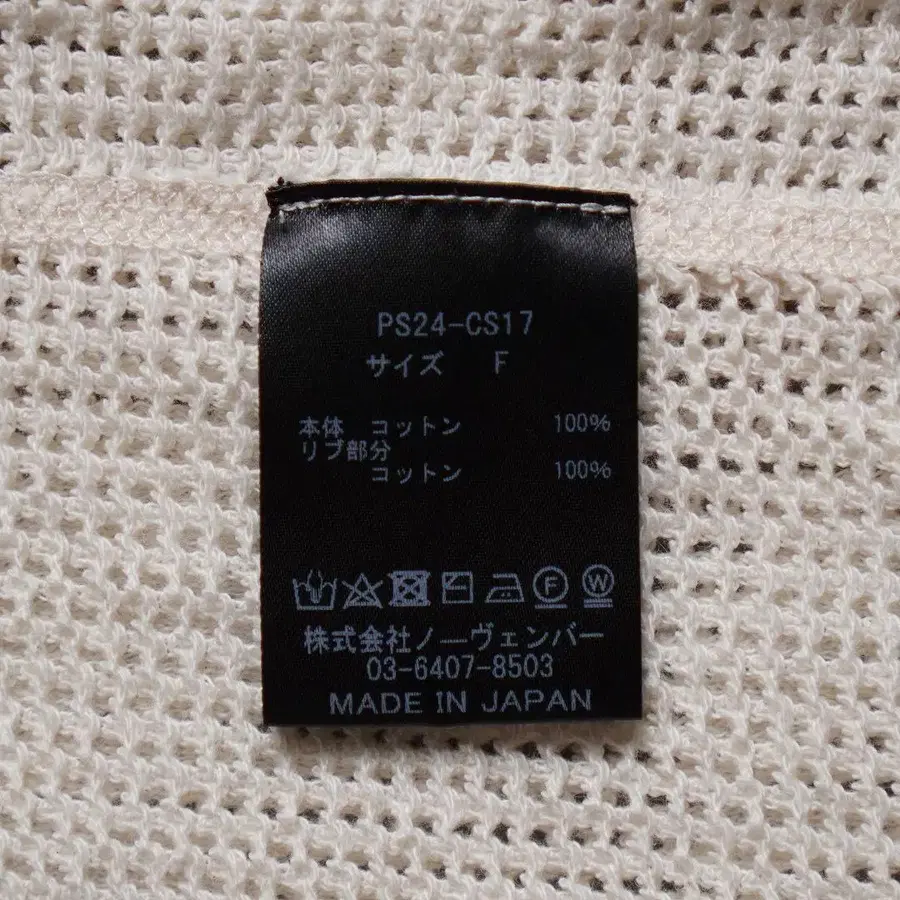 PS24-CS17
サイズ F
本体 コットン 100%
リブ部分
コットン 100%
F W
株式会社ノーヴェンバー
03-6407-8503
MADE IN JAPAN